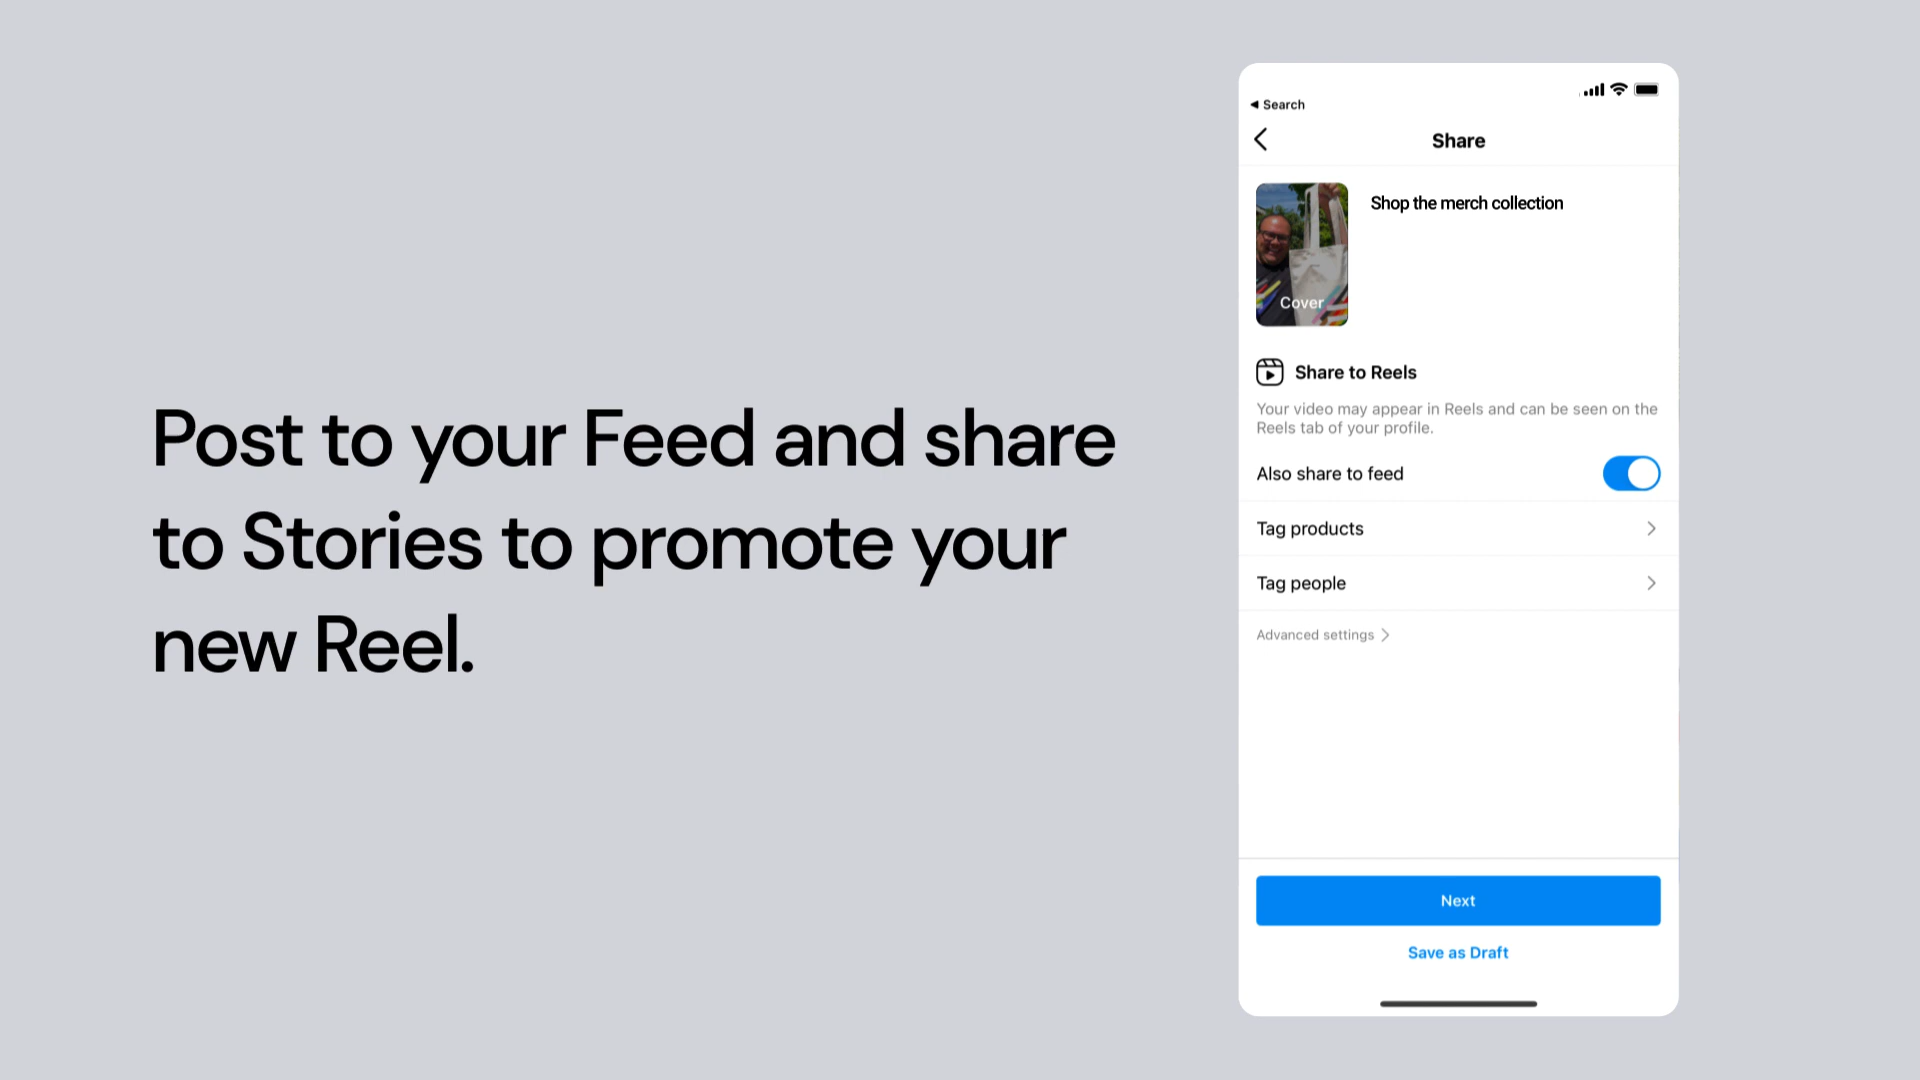 Post to your Feed and share
to Stories to promote your
new Reel.
Search
Share
Shop the merch collection
Cover
Share to Reels
Your video may appear in Reels and can be seen on the
Reels tab of your profile.
Also share to feed
Tag products
Tag people
Advanced settings
Next
Save as Draft